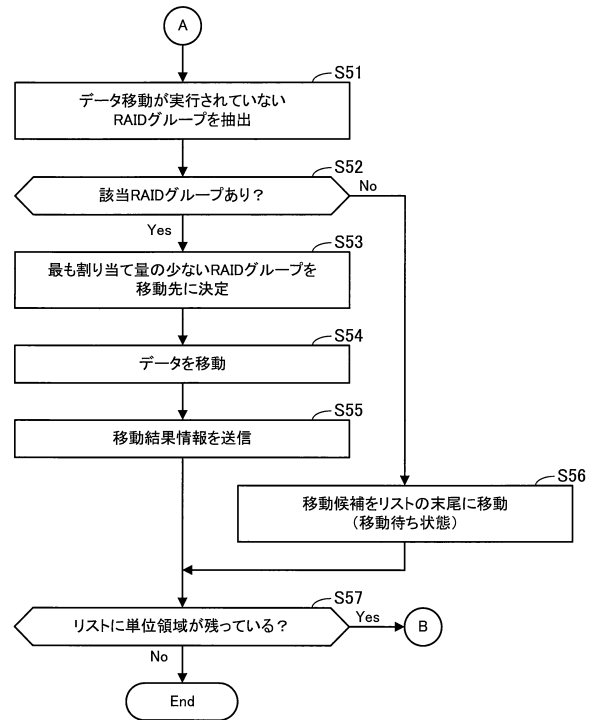 A
S51
データ移動が実行されていない
RAIDグループを抽出
S52
該当RAIDグループあり？
No
Yes
S53
最も割り当て量の少ないRAIDグループを
移動先に決定
S54
データを移動
S55
移動結果情報を送信
S56
移動候補をリストの末尾に移動
（移動待ち状態）
S57
リストに単位領域が残っている？
Yes
B
No
End